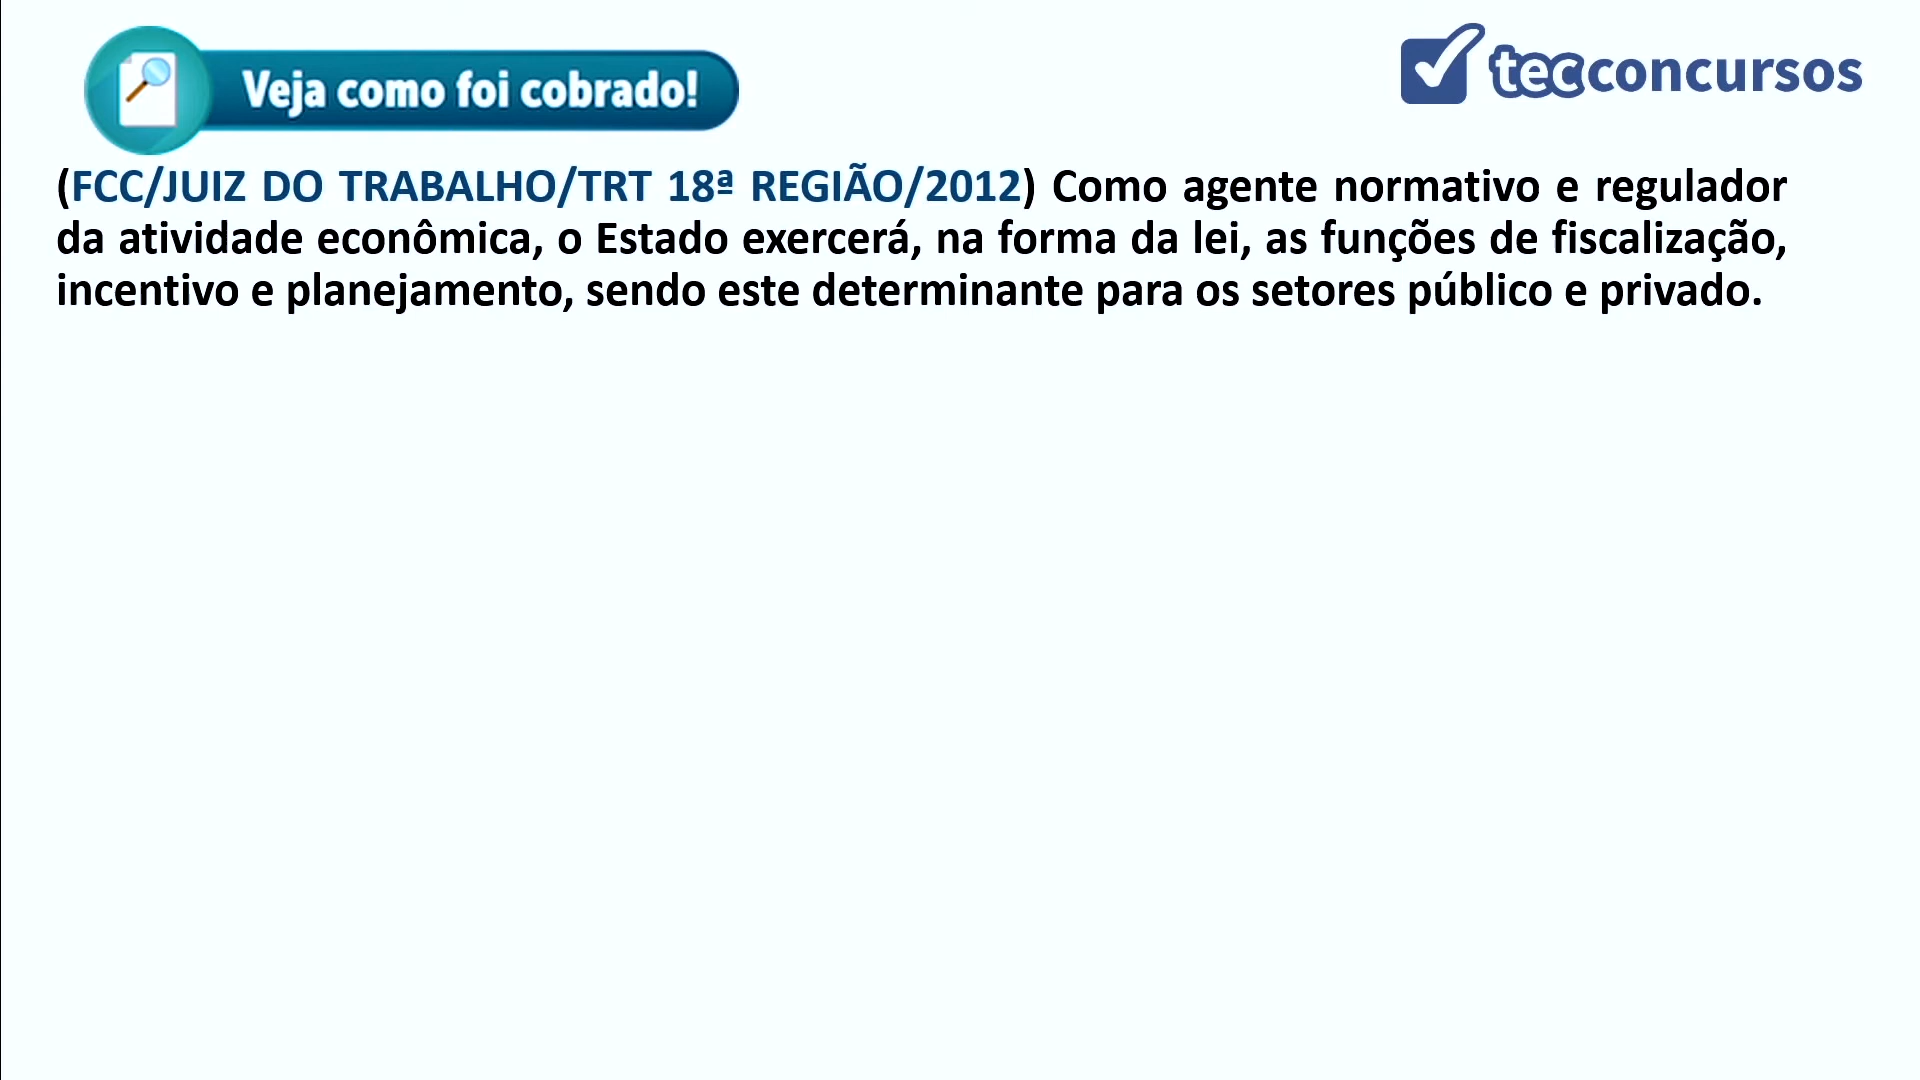 Veja como foi cobrado!
tecconcursos
(FCC/JUIZ DO TRABALHO/TRT 18ª REGIÃO/2012) Como agente normativo e regulador
da atividade econômica, o Estado exercerá, na forma da lei, as funções de fiscalização,
incentivo e planejamento, sendo este determinante para os setores público e privado.